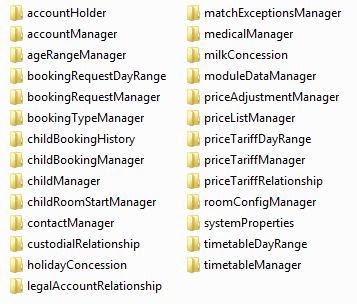 accountHolder
accountManager
ageRangeManager
bookingRequestDayRange
bookingRequestManager
bookingTypeManager
childBookingHistory
childBookingManager
childManager
childRoomStartManager
contactManager
custodialRelationship
holidayConcession
legalAccountRelationship
matchExceptionsManager
medicalManager
milkConcession
moduleDataManager
priceAdjustmentManager
priceListManager
priceTariffDayRange
priceTariffManager
priceTariffRelationship
roomConfigManager
systemProperties
timetableDayRange
timetableManager